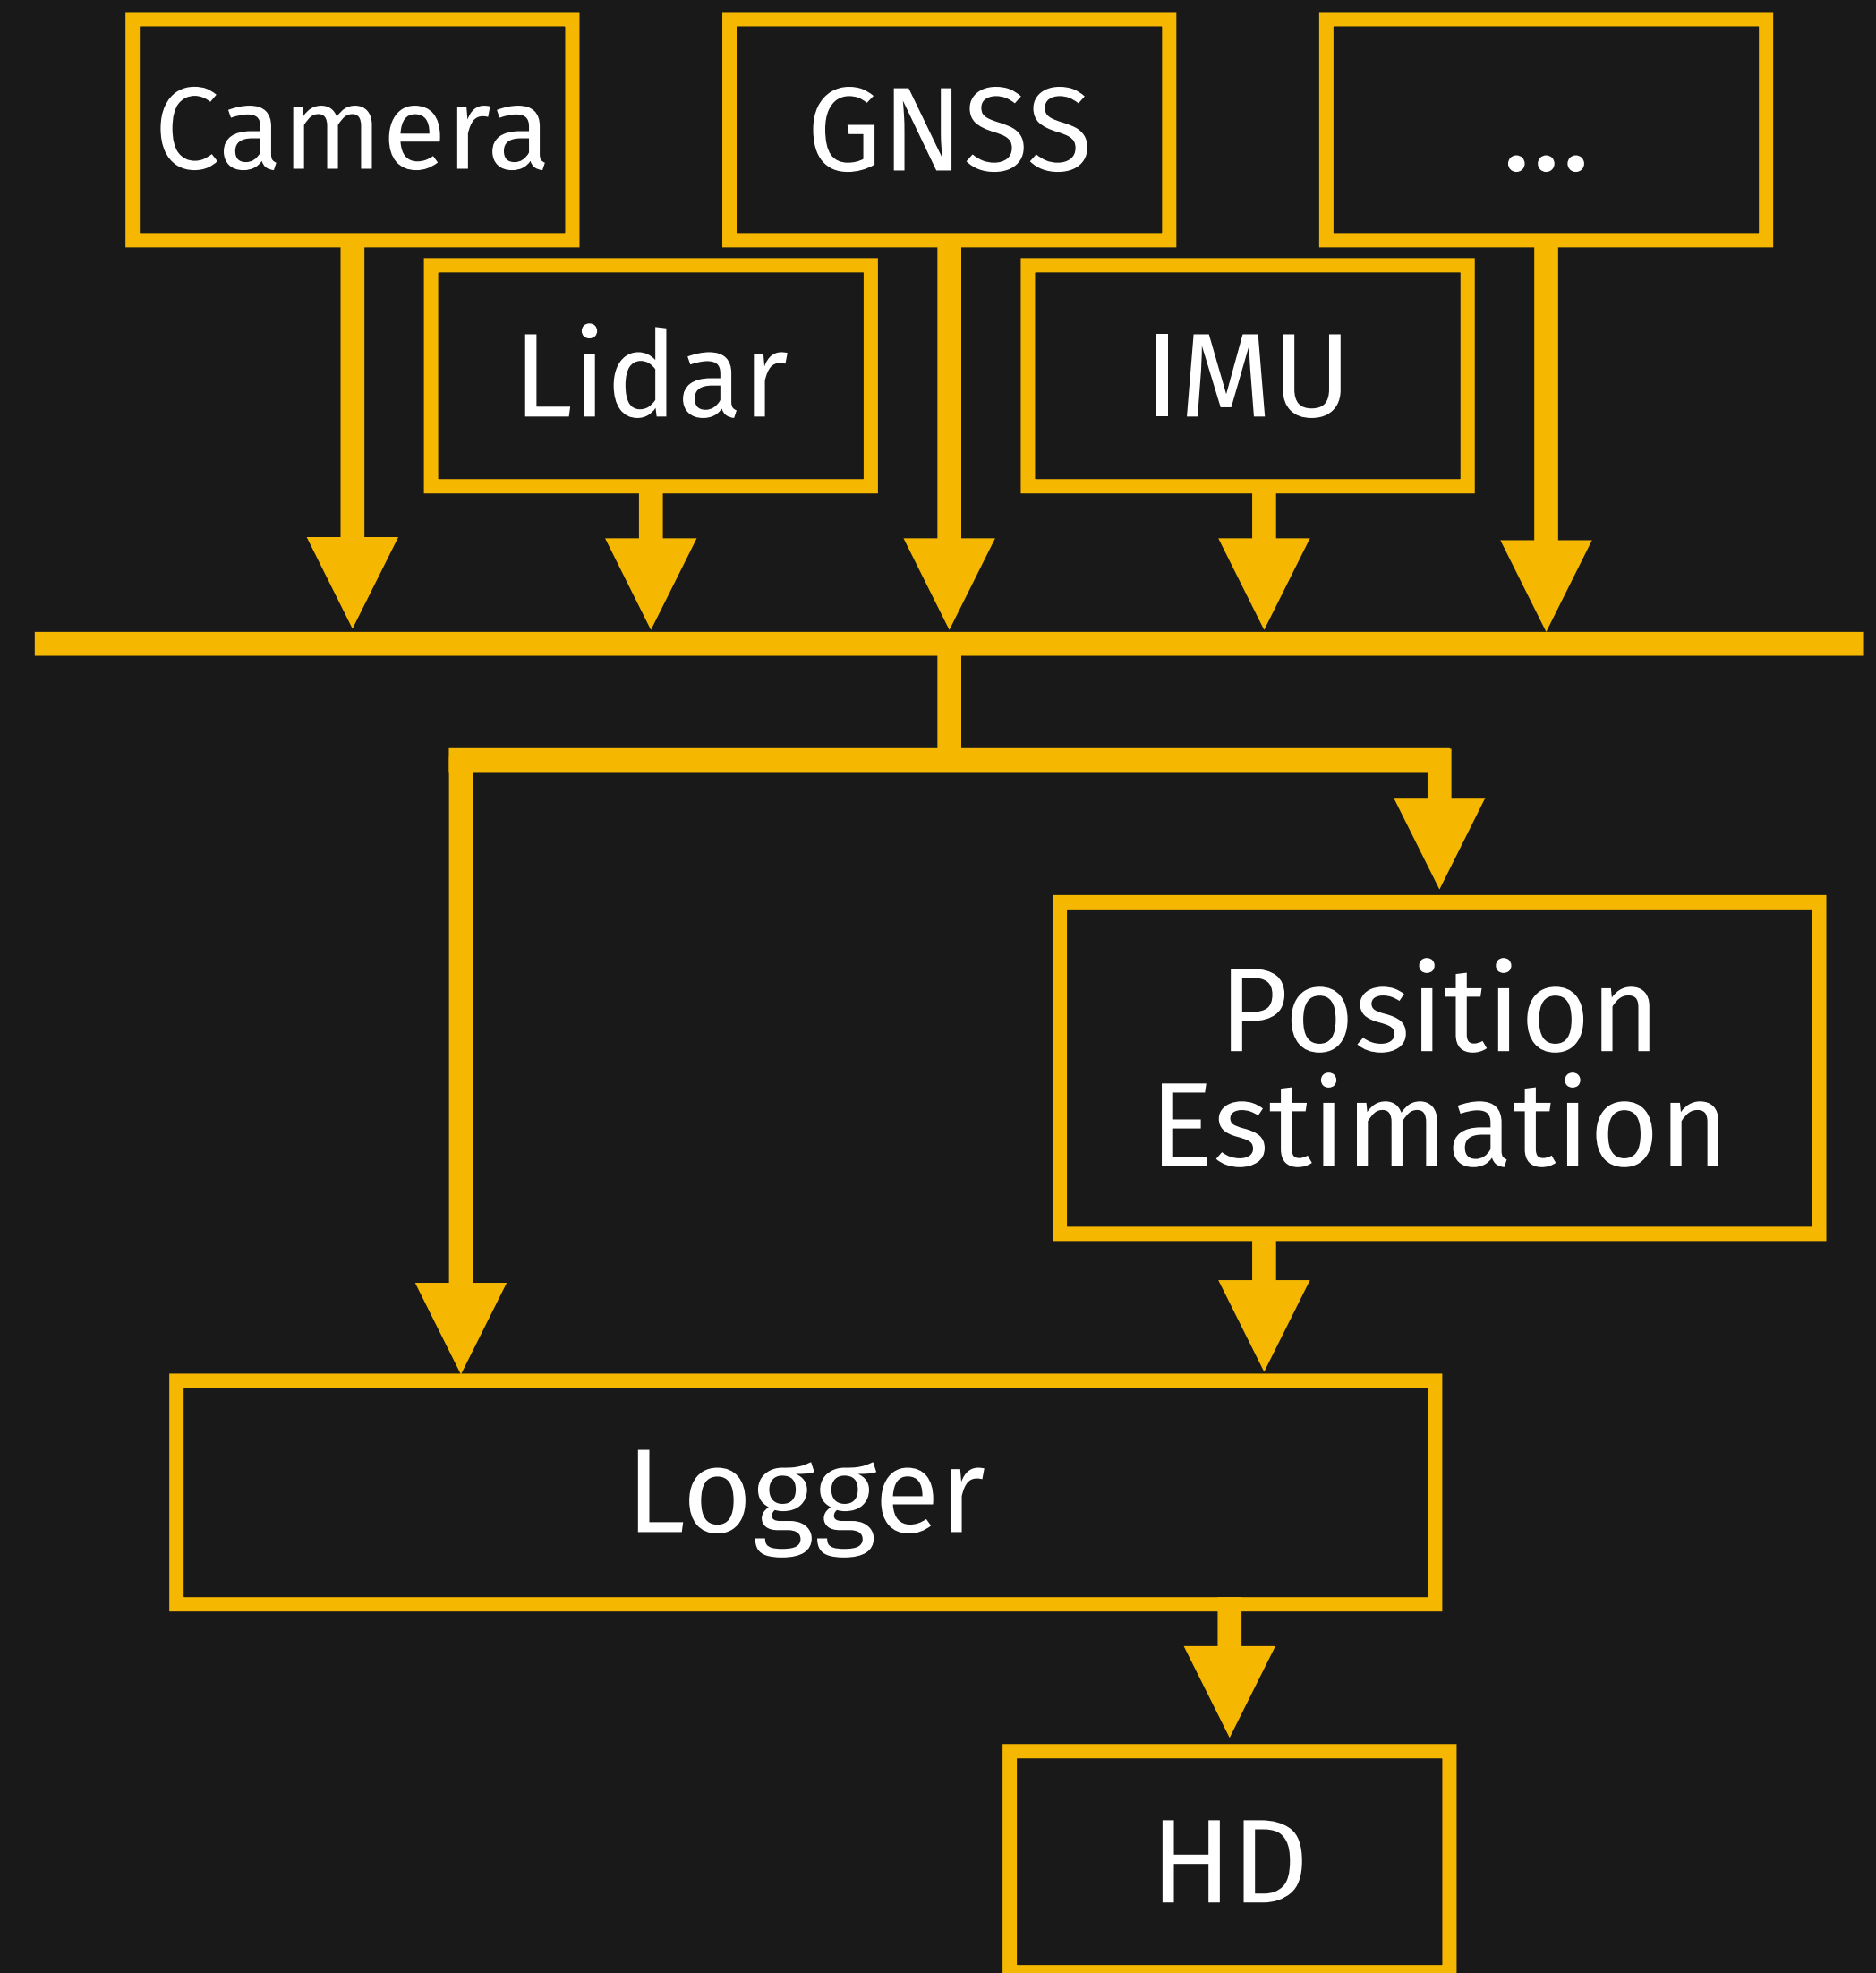 Camera
GNSS
...
Lidar
IMU
Position
Estimation
Logger
HD